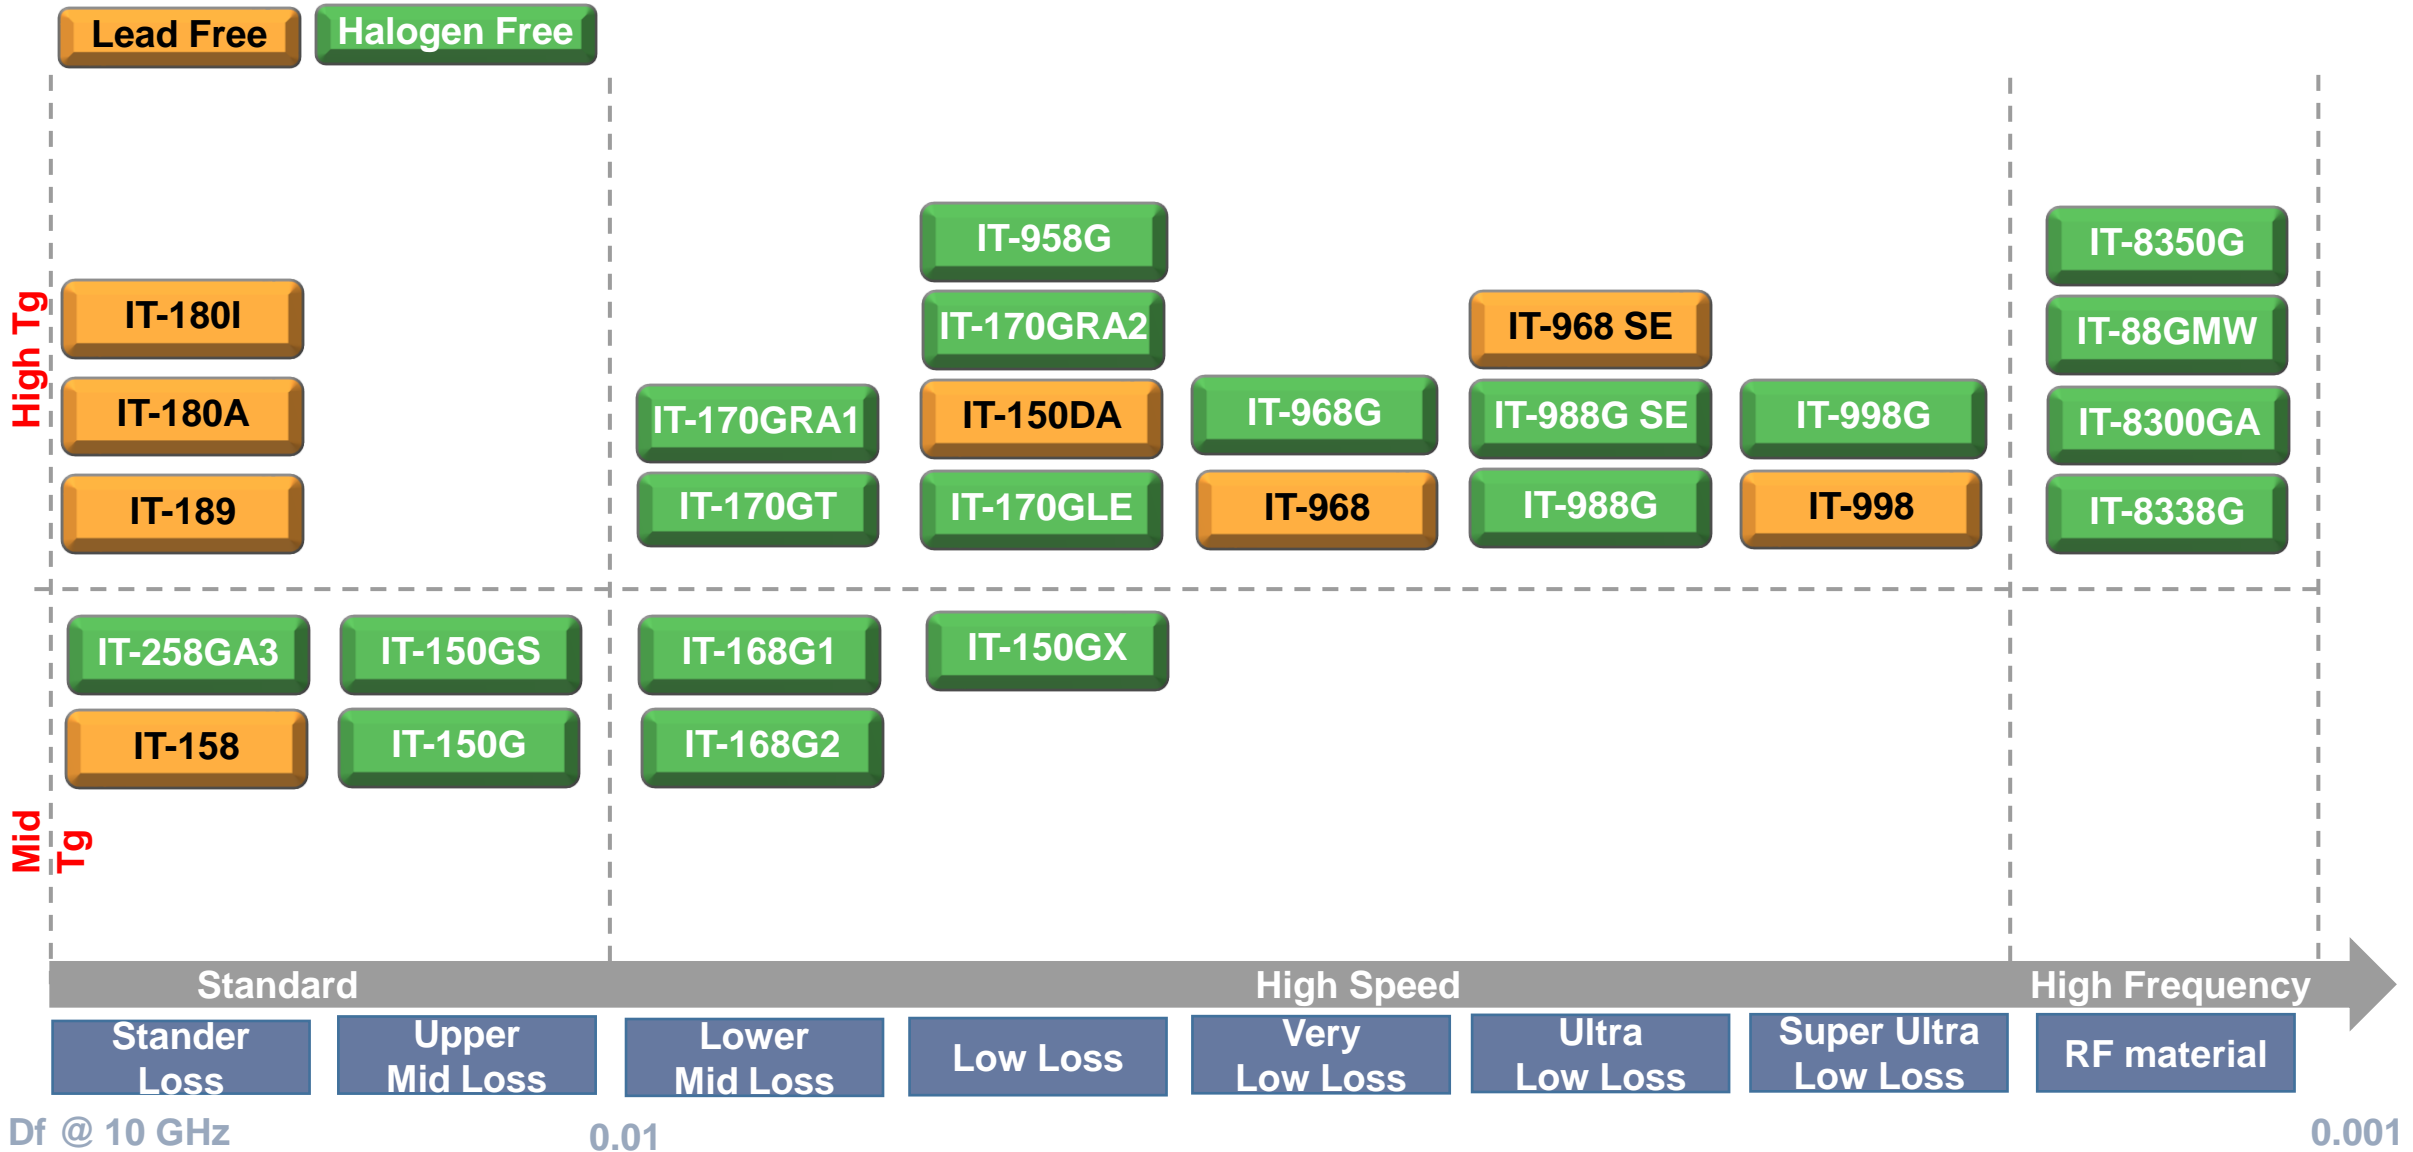 Lead Free
Halogen Free
High Tg
IT-958G
IT-8350G
IT-180I
IT-170GRA2
IT-968 SE
IT-88GMW
IT-180A
IT-170GRA1
IT-150DA
IT-968G
IT-988G SE
IT-998G
IT-8300GA
IT-189
IT-170GT
IT-170GLE
IT-968
IT-988G
IT-998
IT-8338G
Mid
Tg
IT-258GA3
IT-150GS
IT-168G1
IT-150GX
IT-158
IT-150G
IT-168G2
Standard
High Speed
High Frequency
Stander
Loss
Upper
Mid Loss
Lower
Mid Loss
Low Loss
Very
Low Loss
Ultra
Low Loss
Super Ultra
Low Loss
RF material
Df @ 10 GHz
0.01
0.001